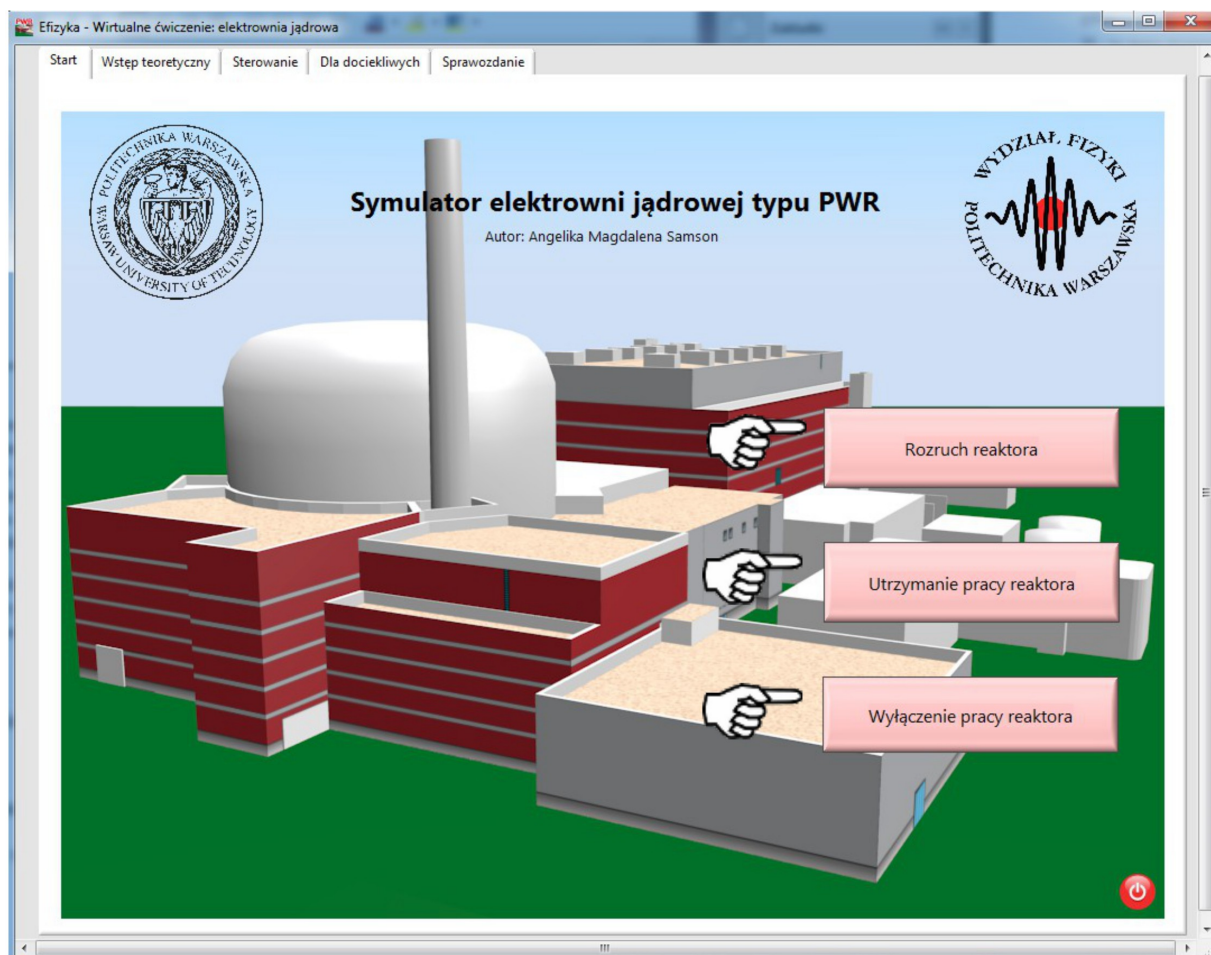 Efizyka - Wirtualne ćwiczenie: elektrownia jądrowa
Start Wstęp teoretyczny Sterowanie Dla dociekliwych Sprawozdanie
POLITECHNIKA WARSZAWSKA
WARSAW UNIVERSITY OF TECHNOLOGY
WYDZIAŁ FIZYKI
POLITECHNIKA WARSZAWSKA
Symulator elektrowni jądrowej typu PWR
Autor: Angelika Magdalena Samson
Rozruch reaktora
Utrzymanie pracy reaktora
Wyłączenie pracy reaktora